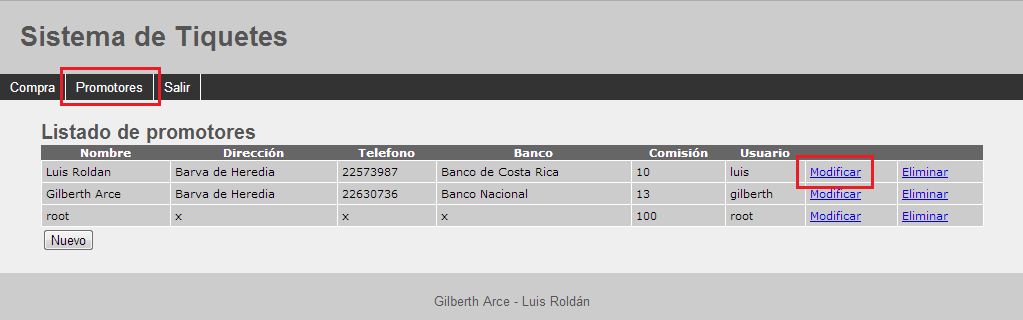 Sistema de Tiquetes
Compra Promotores Salir
Listado de promotores
Nombre Dirección Telefono Banco Comisión Usuario
Luis Roldan Barva de Heredia 22573987 Banco de Costa Rica 10 luis Modificar Eliminar
Gilberth Arce Barva de Heredia 22630736 Banco Nacional 13 gilberth Modificar Eliminar
root x x x 100 root Modificar Eliminar
Nuevo
Gilberth Arce - Luis Roldán